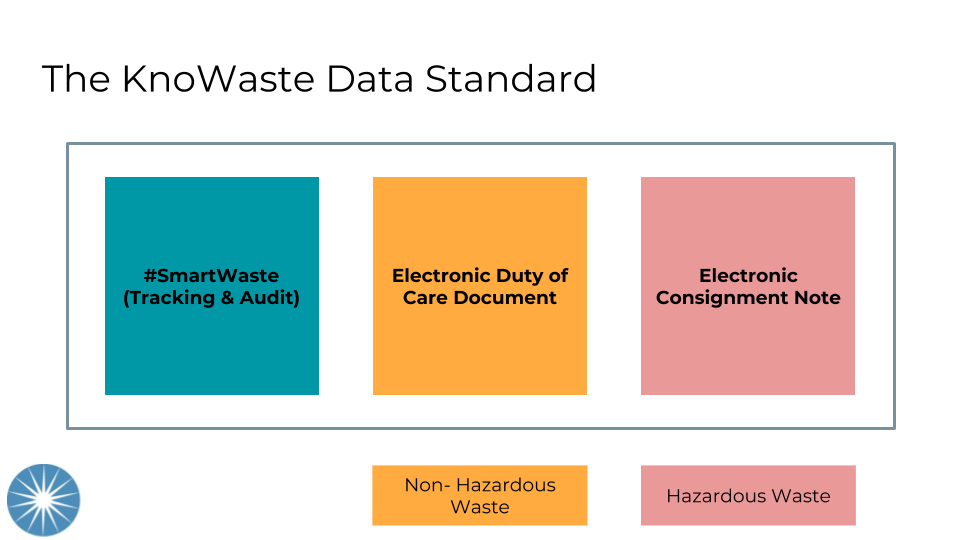 The KnoWaste Data Standard
#SmartWaste
(Tracking & Audit)
Electronic Duty of
Care Document
Electronic
Consignment Note
Non- Hazardous
Waste
Hazardous Waste